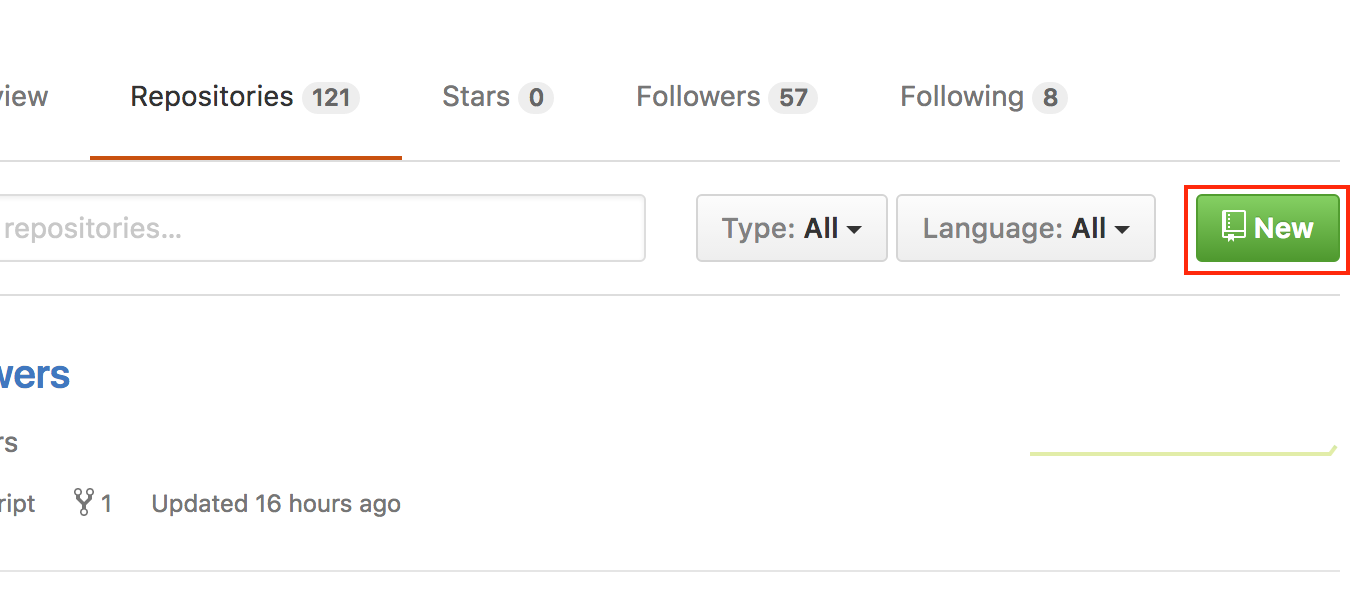 view Repositories 121 Stars 0 Followers 57 Following 8
repositories... Type: All Language: All New
wers
rs
ript 1 Updated 16 hours ago